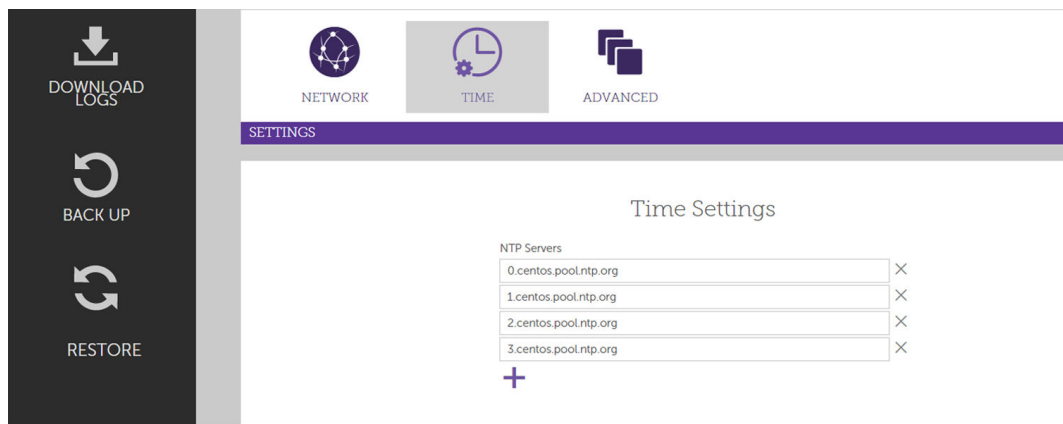 DOWNLOAD
LOGS
BACK UP
RESTORE
NETWORK
TIME
ADVANCED
SETTINGS
Time Settings
NTP Servers
0.centos.pool.ntp.org
1.centos.pool.ntp.org
2.centos.pool.ntp.org
3.centos.pool.ntp.org